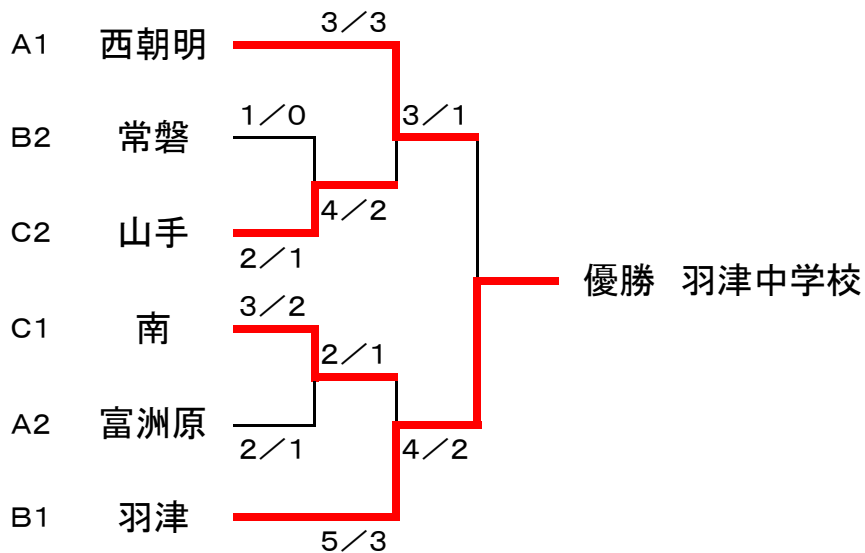 3／3
A1 西朝明
1／0 3／1
B2 常磐
4／2
C2 山手
2／1
優勝 羽津中学校
3／2
C1 南
2／1
A2 富洲原
2／1 4／2
B1 羽津
5／3